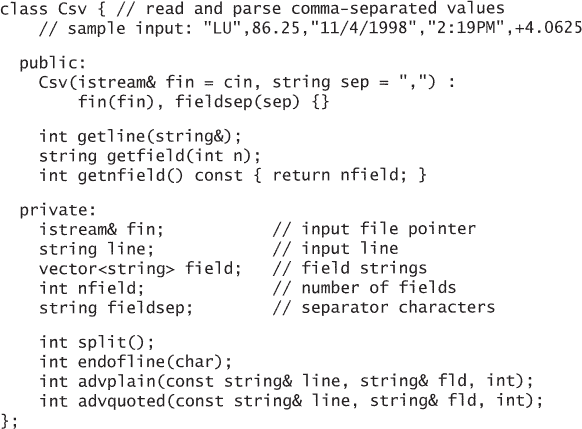 class Csv { // read and parse comma-separated values
    // sample input: "LU",86.25,"11/4/1998","2:19PM",+4.0625

  public:
    Csv(istream& fin = cin, string sep = ",") :
        fin(fin), fieldsep(sep) {}

    int getline(string&);
    string getfield(int n);
    int getnfield() const { return nfield; }

  private:
    istream& fin;           // input file pointer
    string line;            // input line
    vector<string> field;   // field strings
    int nfield;             // number of fields
    string fieldsep;        // separator characters

    int split();
    int endofline(char);
    int advplain(const string& line, string& fld, int);
    int advquoted(const string& line, string& fld, int);
};